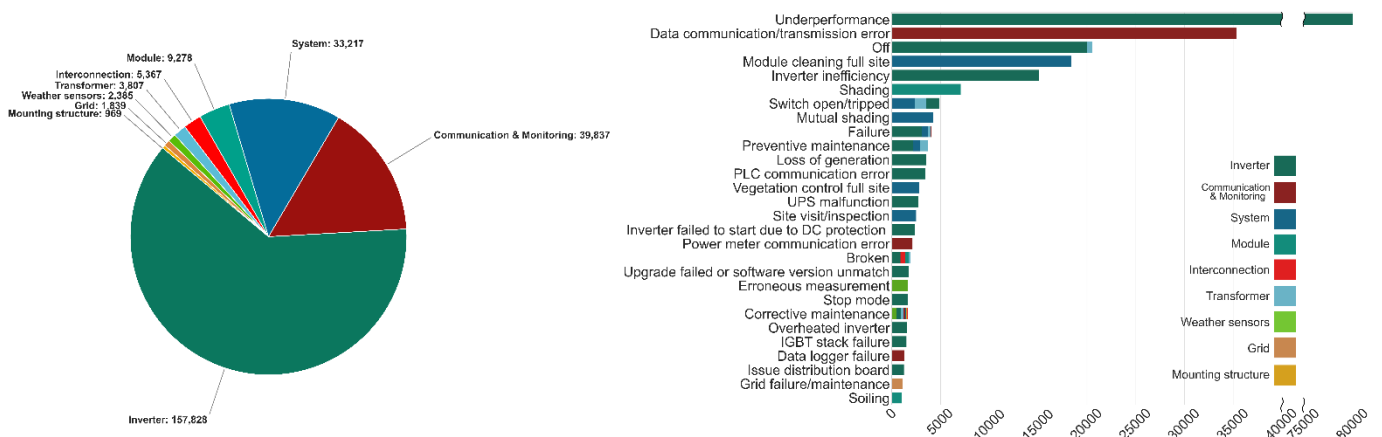 System: 33,217
Module: 9,278
Interconnection: 5,367
Transformer: 3,807
Weather sensors: 2,385
Grid: 1,839
Mounting structure: 969
Communication & Monitoring: 39,837
Inverter: 157,828
Underperformance
Data communication/transmission error
Off
Module cleaning full site
Inverter inefficiency
Shading
Switch open/tripped
Mutual shading
Failure
Preventive maintenance
Loss of generation
PLC communication error
Vegetation control full site
UPS malfunction
Site visit/inspection
Inverter failed to start due to DC protection
Power meter communication error
Broken
Upgrade failed or software version unmatch
Erroneous measurement
Stop mode
Corrective maintenance
Overheated inverter
IGBT stack failure
Data logger failure
Issue distribution board
Grid failure/maintenance
Soiling
0
5000
10000
15000
20000
25000
30000
35000
40000
75000
80000
Inverter
Communication
& Monitoring
System
Module
Interconnection
Transformer
Weather sensors
Grid
Mounting structure